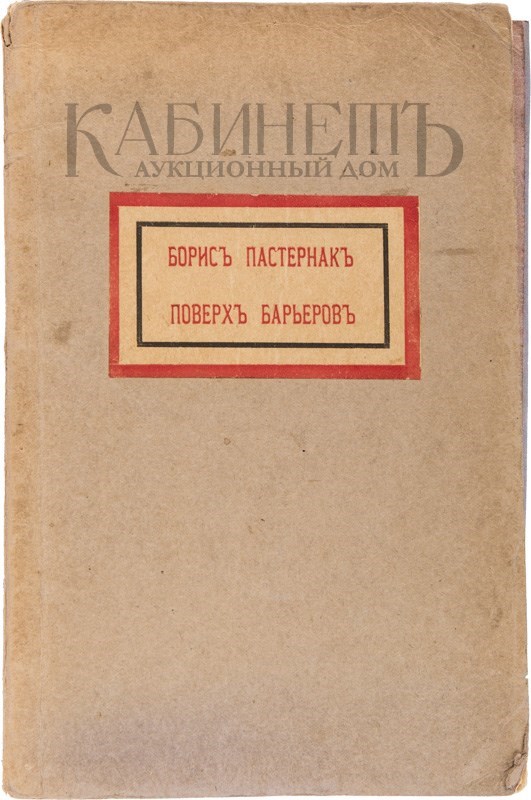 КАБИНЕТЪ
АУКЦИОННЫЙ ДОМ
БОРИСЪ ПАСТЕРНАКЪ
ПОВЕРХЪ БАРЬЕРОВЪ